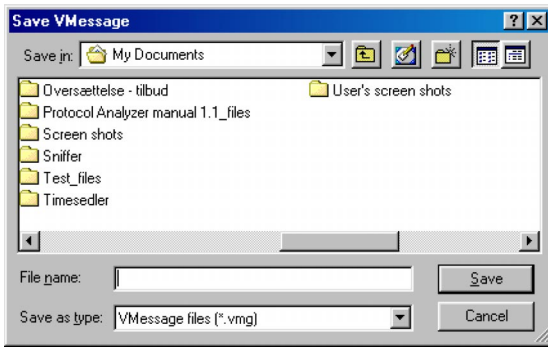 Save VMessage
Save in: My Documents
Oversættelse - tilbud
Protocol Analyzer manual 1.1_files
Screen shots
Sniffer
Test_files
Timesedler
User's screen shots
File name:
Save
Save as type: VMessage files (*.vmg)
Cancel